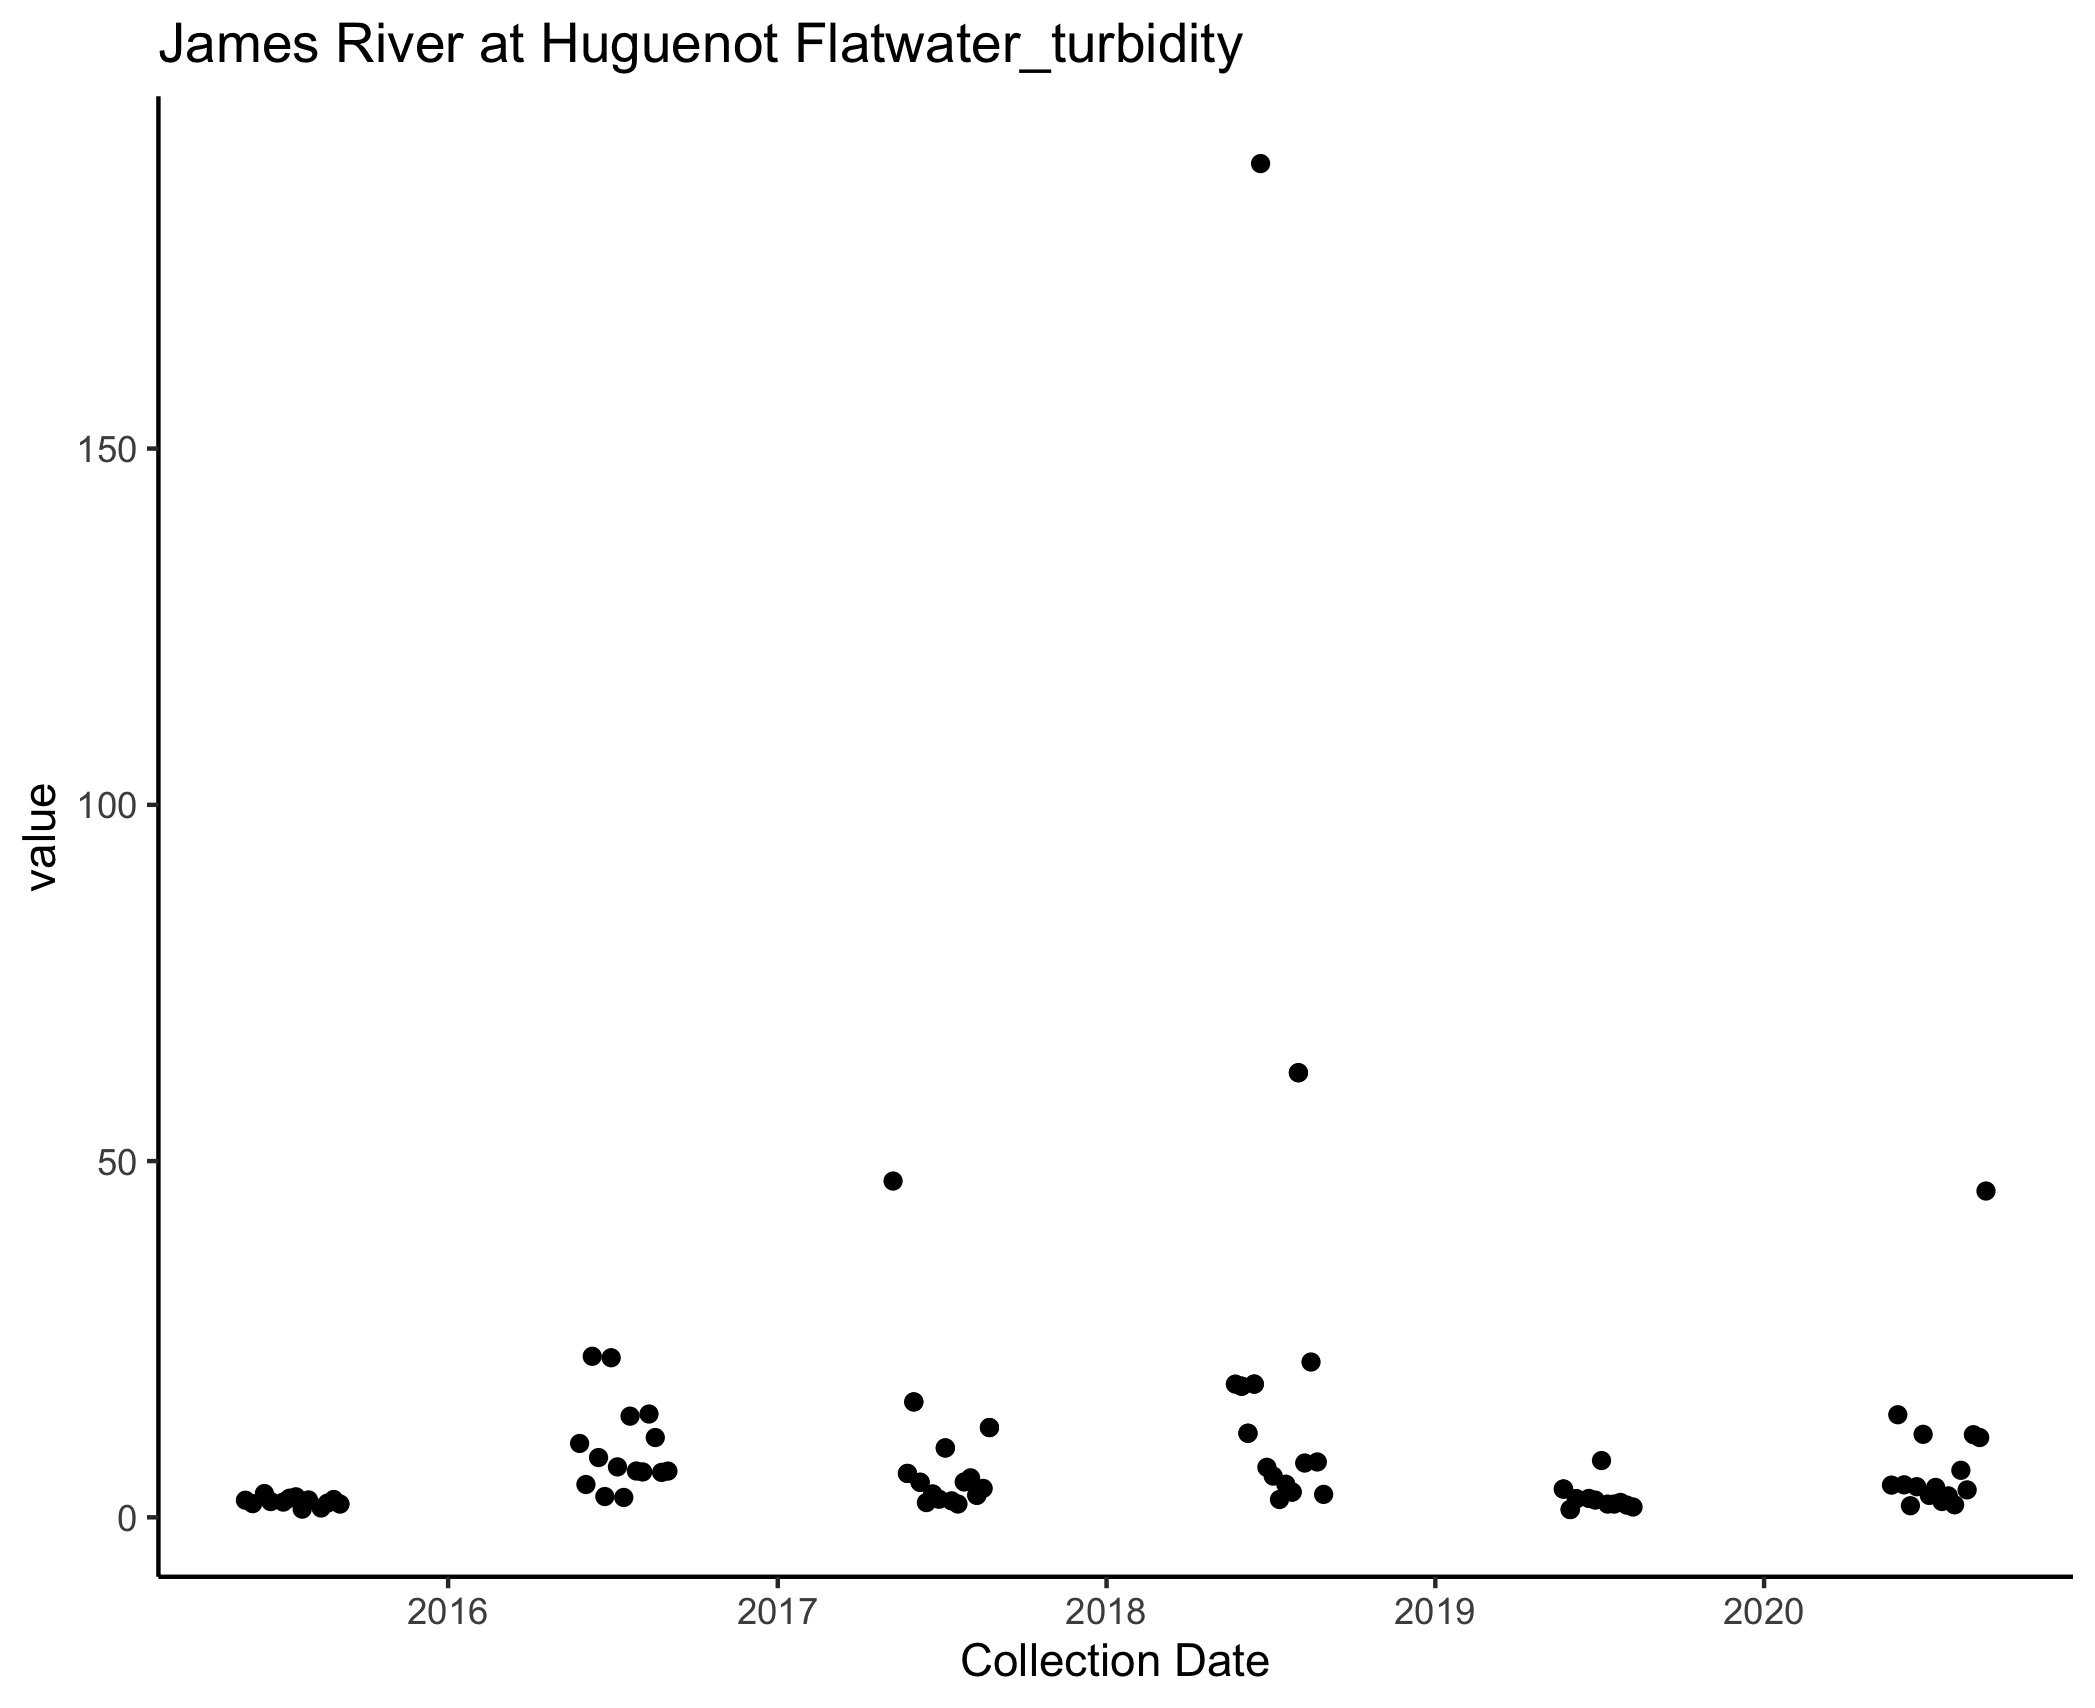 James River at Huguenot Flatwater_turbidity
value
150
100
50
0
2016 2017 2018 2019 2020
Collection Date